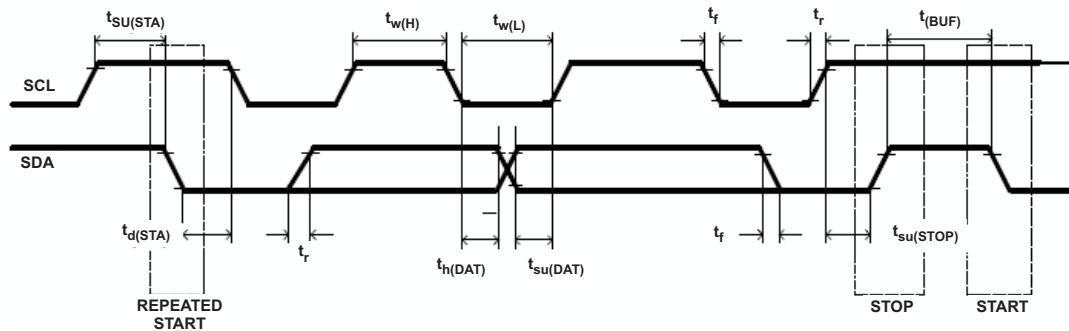 tSU(STA)
tw(H)
tw(L)
tf
tr
t(BUF)
SCL
SDA
td(STA)
tr
th(DAT)
tsu(DAT)
tf
tsu(STOP)
REPEATED
START
STOP
START